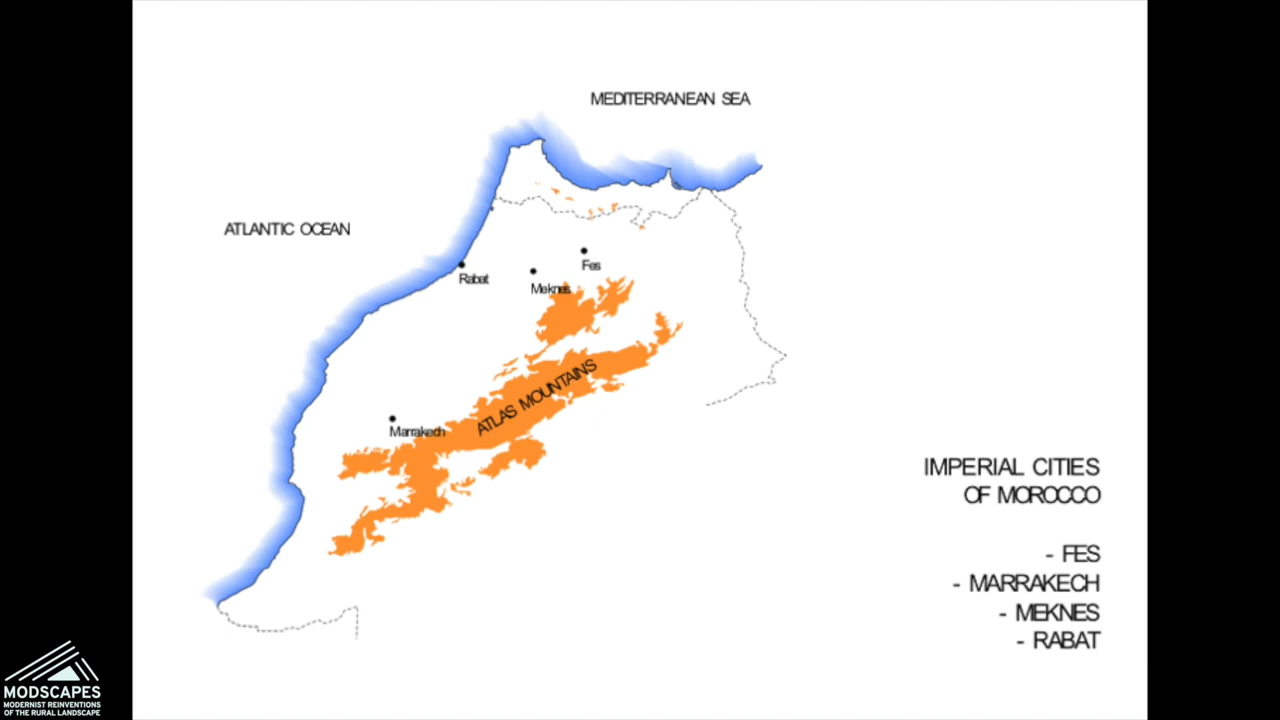 MEDITERRANEAN SEA
ATLANTIC OCEAN
Fes
Rabat
Meknes
ATLAS MOUNTAINS
Marrakech
IMPERIAL CITIES
OF MOROCCO
- FES
- MARRAKECH
- MEKNES
- RABAT
MODSCAPES
MODERNIST REINVENTIONS
OF THE RURAL LANDSCAPE